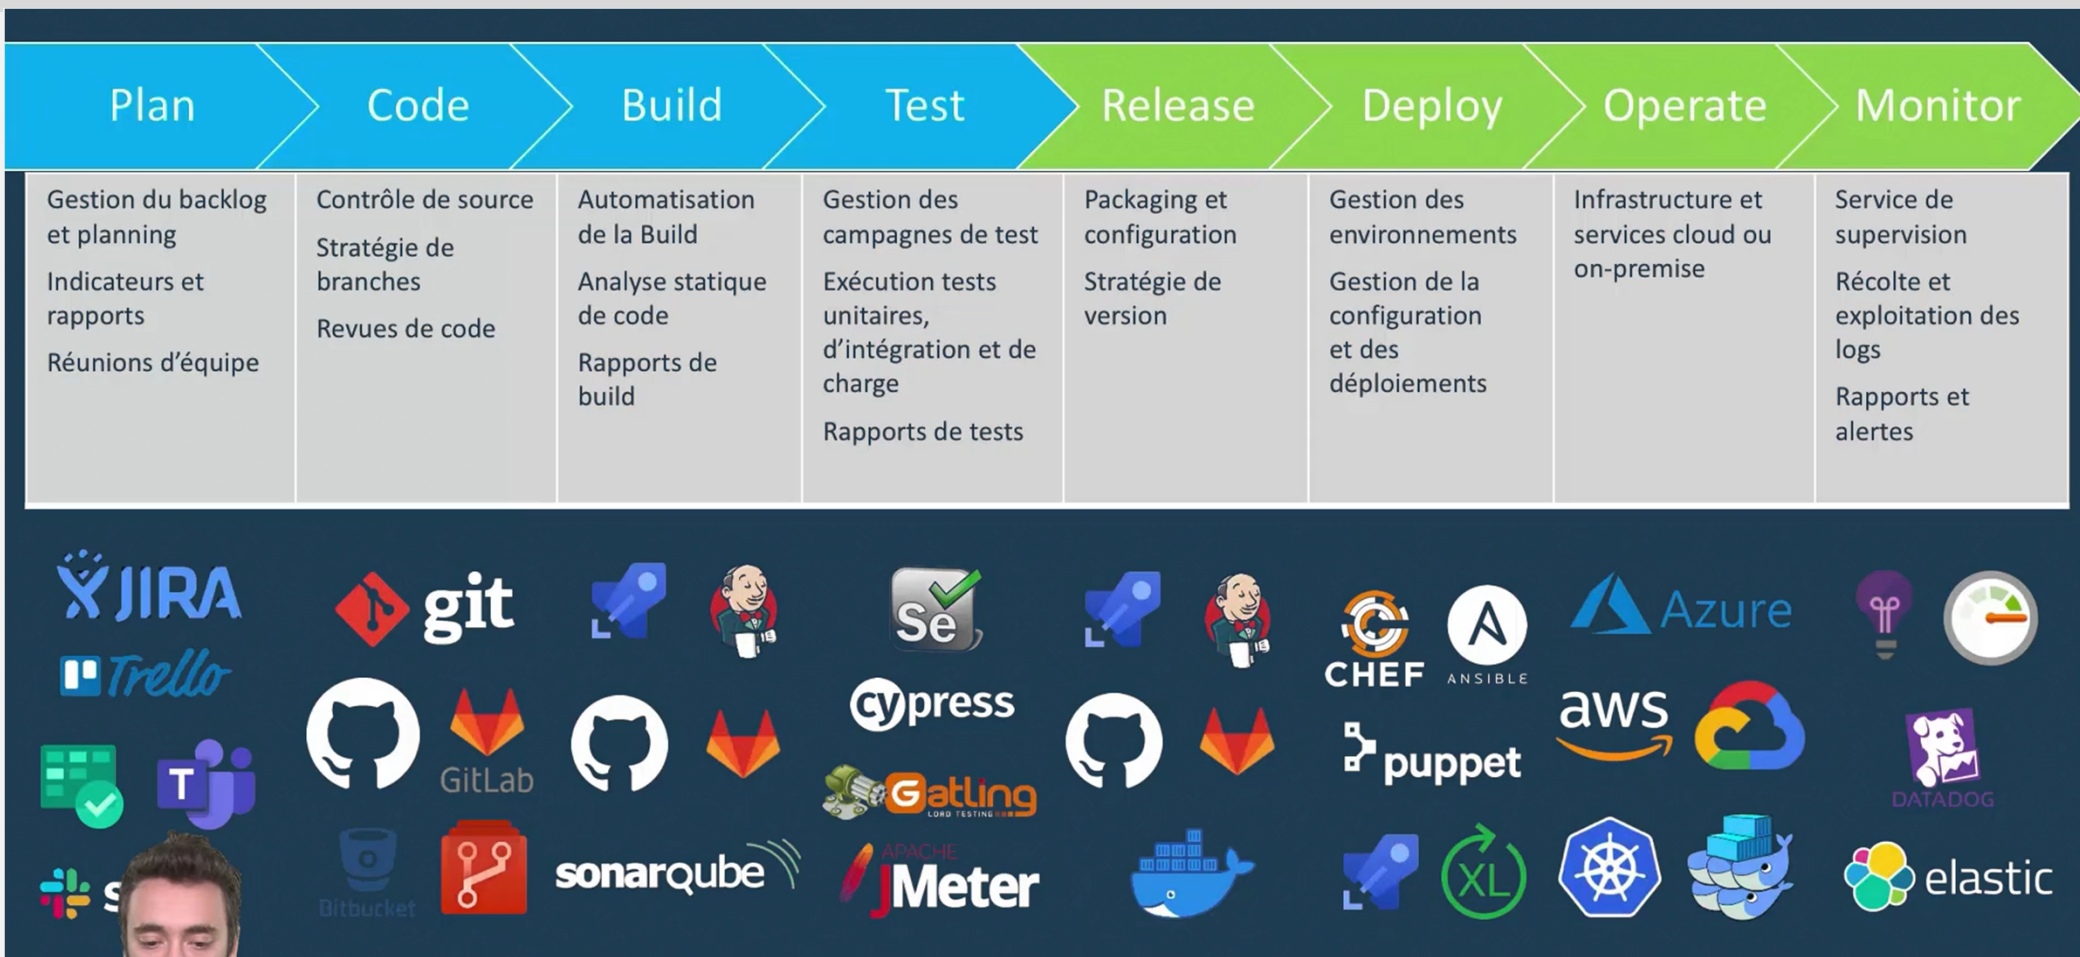 Plan
Code
Build
Test
Release
Deploy
Operate
Monitor
Gestion du backlog
et planning
Indicateurs et
rapports
Réunions d’équipe
Contrôle de source
Stratégie de
branches
Revues de code
Automatisation
de la Build
Analyse statique
de code
Rapports de
build
Gestion des
campagnes de test
Exécution tests
unitaires,
d’intégration et de
charge
Rapports de tests
Packaging et
configuration
Stratégie de
version
Gestion des
environnements
Gestion de la
configuration
et des
déploiements
Infrastructure et
services cloud ou
on-premise
Service de
supervision
Récolte et
exploitation des
logs
Rapports et
alertes
JIRA
Trello
T
s
git
GitLab
Bitbucket
sonarqube
Se
cypress
Gatling
LOAD TESTING
APACHE
JMeter
CHEF
A
ANSIBLE
puppet
XL
Azure
aws
DATADOG
elastic